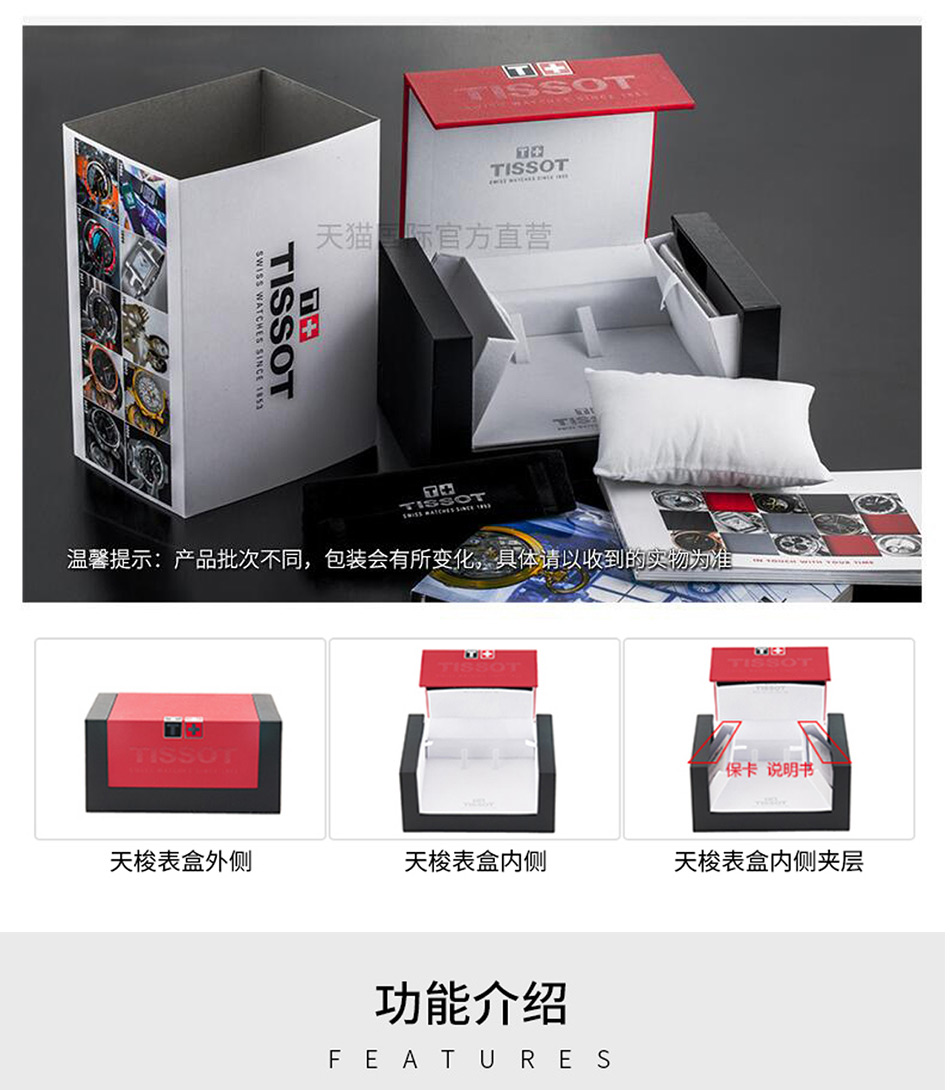 TISSOT
SWISS WATCHES SINCE 1853
TISSOT
SWISS WATCHES SINCE 1853
天猫国际官方直营
TISSOT
SWISS WATCHES SINCE 1853
TISSOT
SWISS WATCHES SINCE 1853
温馨提示：产品批次不同，包装会有所变化，具体请以收到的实物为准
IN TOUCH WITH YOUR TIME
TISSOT
TISSOT
TISSOT
TISSOT
TISSOT
保卡 说明书
TISSOT
天梭表盒外侧
天梭表盒内侧
天梭表盒内侧夹层
功能介绍
FEATURES